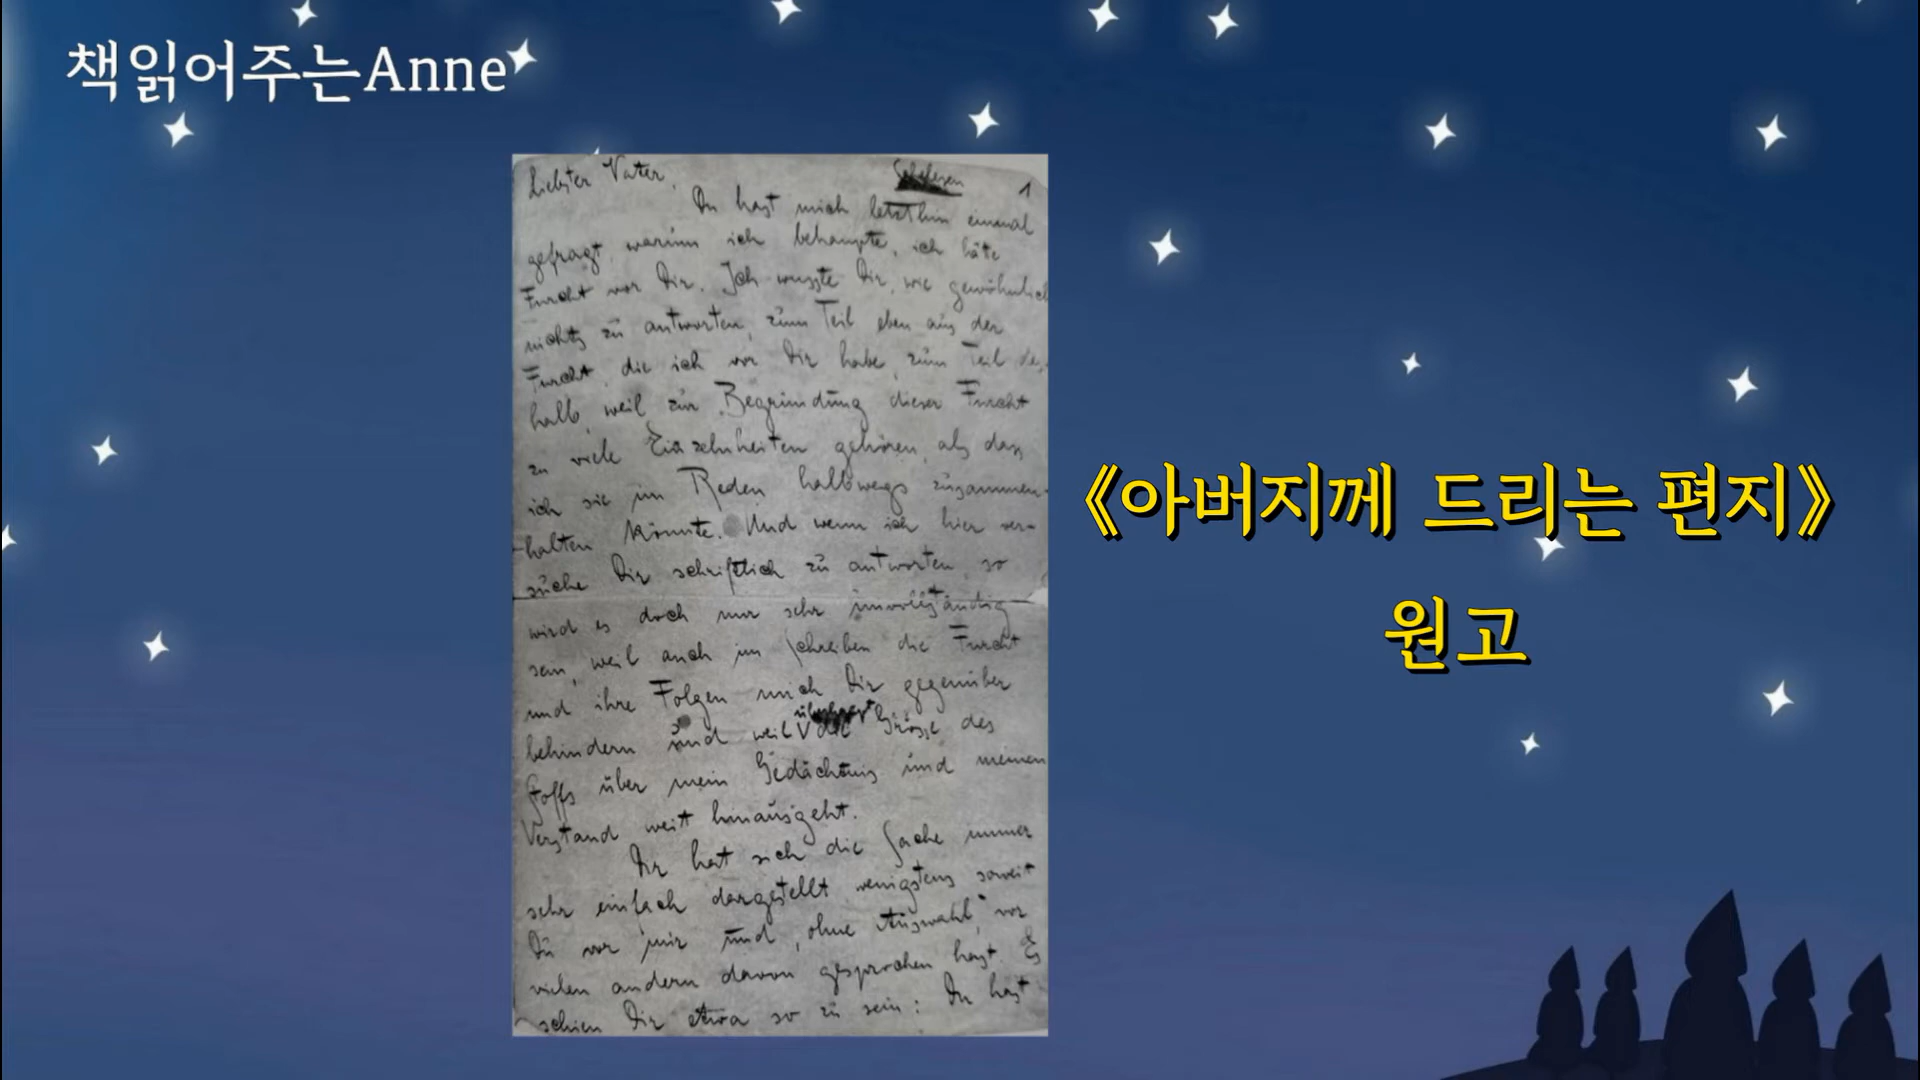 책읽어주는Anne
Schelesen
1
Liebster Vater,
Du hast mich letzthin einmal
gefragt, warum ich behaupte, ich hätte
Furcht vor Dir. Ich wusste Dir, wie gewöhnlich
nichts zu antworten, zum Teil eben aus der
Furcht, die ich vor Dir habe, zum Teil des-
halb, weil zur Begründung dieser Furcht
zu viele Einzelnheiten gehören, als dass
ich sie im Reden halbwegs zusammen-
halten könnte. Und wenn ich hier ver-
suche Dir schriftlich zu antworten, so
wird es doch nur sehr unvollständig
sein, weil auch im Schreiben die Furcht
und ihre Folgen mich Dir gegenüber
behindern und weil die Grösse des
Stoffs über mein Gedächtnis und meinen
Verstand weit hinausgeht.
Dir hat sich die Sache immer
sehr einfach dargestellt wenigstens soweit
Du vor mir und, ohne Auswahl, vor
vielen andern davon gesprochen hast. Es
schien Dir etwa so zu sein: Du hast
《아버지께 드리는 편지》
원고